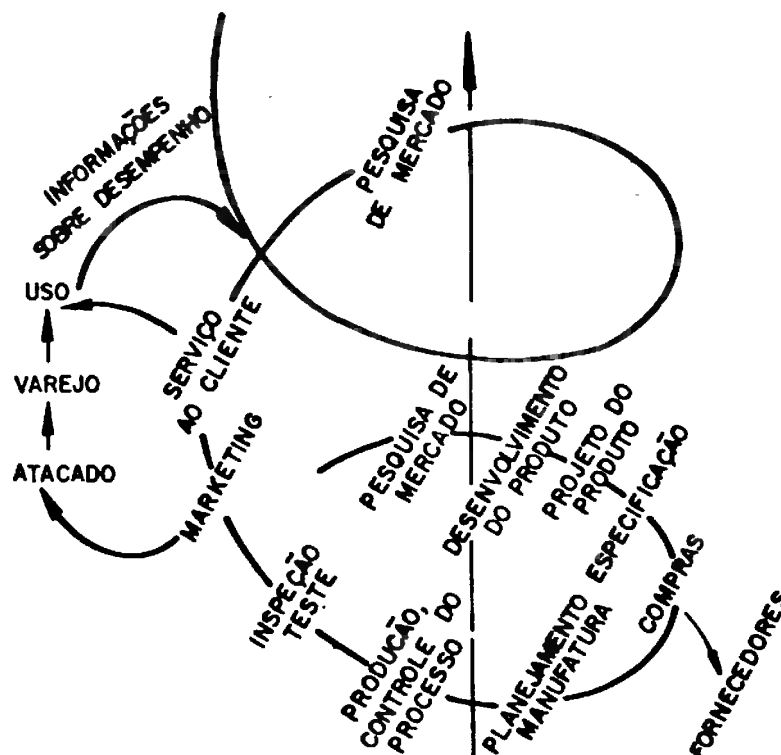 PESQUISA
DE MERCADO
INFORMAÇÕES
SOBRE DESEMPENHO
USO
VAREJO
ATACADO
SERVIÇO
AO CLIENTE
MARKETING
PESQUISA DE
MERCADO
DESENVOLVIMENTO
DO PRODUTO
PROJETO DO
PRODUTO
ESPECIFICAÇÃO
COMPRAS
FORNECEDORES
PLANEJAMENTO
MANUFATURA
PRODUCÃO,
CONTROLE DO
PROCESSO
INSPEÇÃO
TESTE